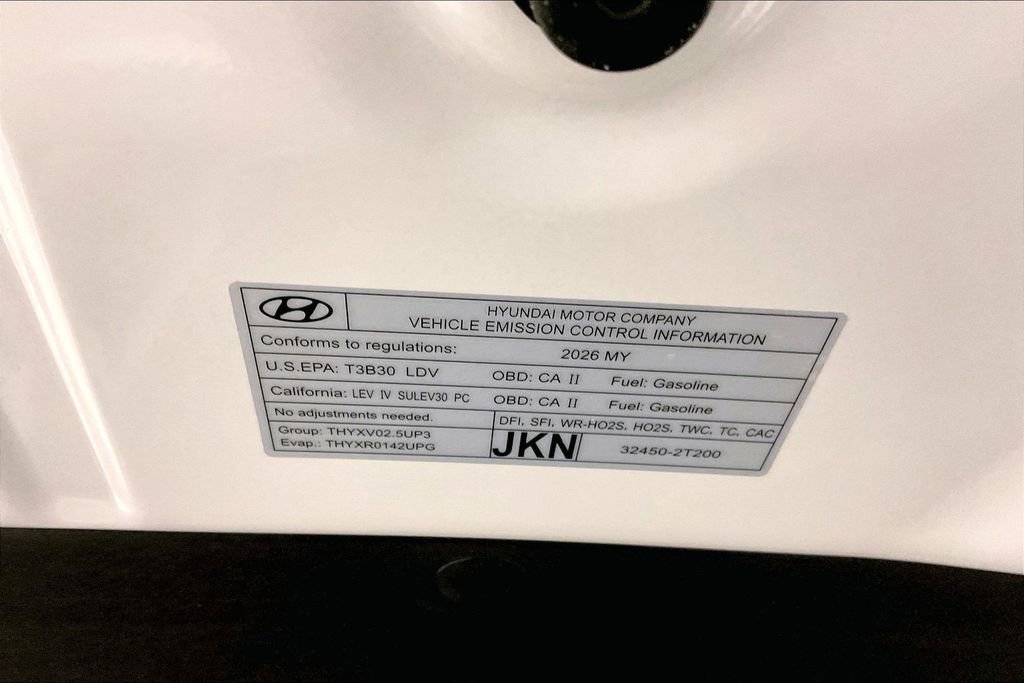 HYUNDAI MOTOR COMPANY
VEHICLE EMISSION CONTROL INFORMATION
Conforms to regulations: 2026 MY
U.S.EPA: T3B30 LDV OBD: CA II Fuel: Gasoline
California: LEV IV SULEV30 PC OBD: CA II Fuel: Gasoline
No adjustments needed. DFI, SFI, WR-HO2S, HO2S, TWC, TC, CAC
Group: THYXV02.5UP3
Evap.: THYXR0142UPG
JKN 32450-2T200